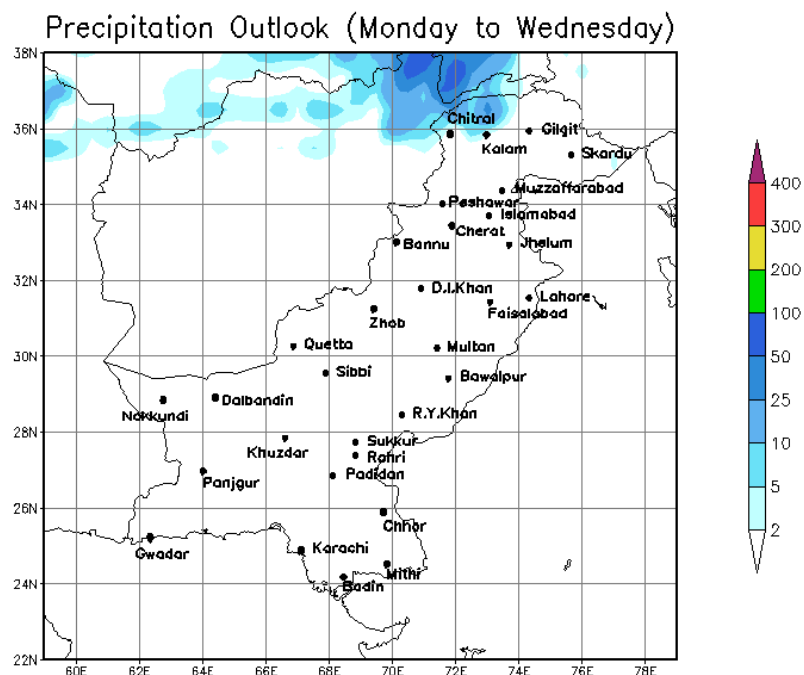 Precipitation Outlook (Monday to Wednesday)
38N
36N
34N
32N
30N
28N
26N
24N
22N
60E 62E 64E 66E 68E 70E 72E 74E 76E 78E
Chitral
Kalam
Gilgit
Skardu
Muzzaffarabad
Peshawar
Islamabad
Cherat
Bannu
Jhelum
D.I.Khan
Lahore
Faisalabad
Zhob
Quetta
Multan
Sibbi
Bawalpur
Dalbandin
Nokkundi
R.Y.Khan
Khuzdar
Sukkur
Rohri
Padidan
Panjgur
Chhor
Karachi
Gwadar
Mithi
Badin
400
300
200
100
50
25
10
5
2